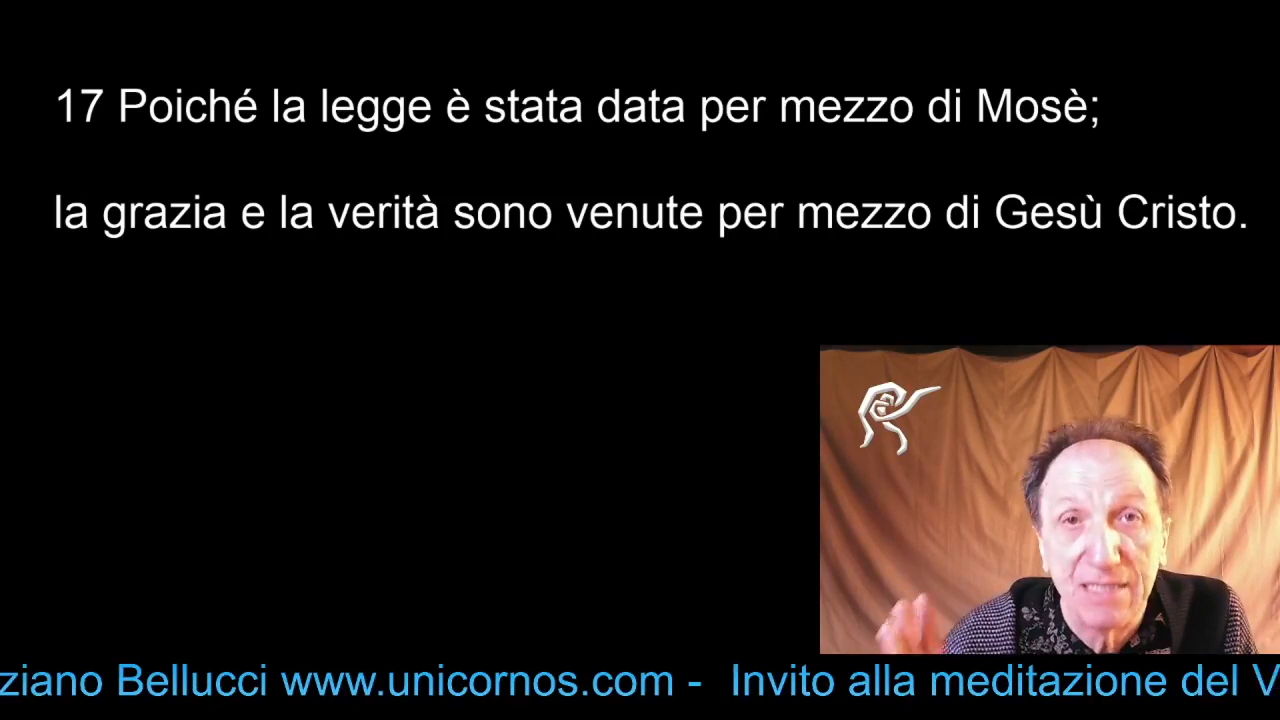 17 Poiché la legge è stata data per mezzo di Mosè;
la grazia e la verità sono venute per mezzo di Gesù Cristo.
ziano Bellucci www.unicornos.com - Invito alla meditazione del V